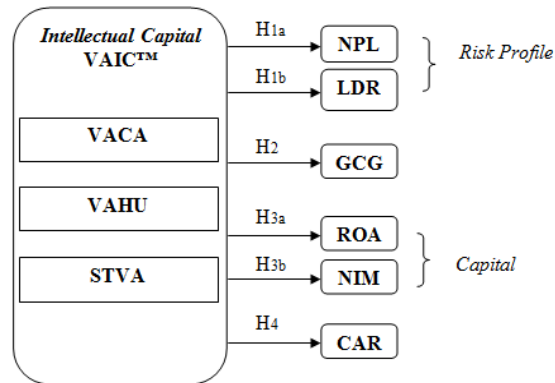 Intellectual Capital
VAIC™
VACA
VAHU
STVA
H1a
NPL
H1b
LDR
Risk Profile
H2
GCG
H3a
ROA
H3b
NIM
Capital
H4
CAR